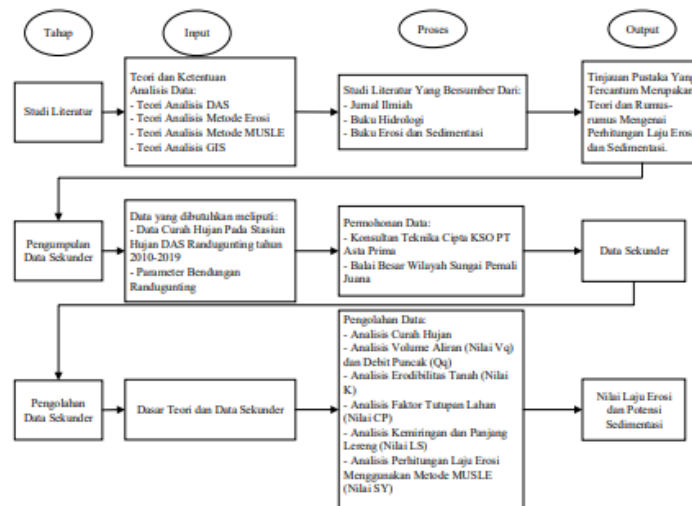 Tahap
Input
Proses
Output
Studi Literatur
Teori dan Ketentuan
Analisis Data:
- Teori Analisis DAS
- Teori Analisis Metode Erosi
- Teori Analisis Metode MUSLE
- Teori Analisis GIS
Studi Literatur Yang Bersumber Dari:
- Jurnal Ilmiah
- Buku Hidrologi
- Buku Erosi dan Sedimentasi
Tinjauan Pustaka Yang
Tercantum Merupakan
Teori dan Rumus-
rumus Mengenai
Perhitungan Laju Erosi
dan Sedimentasi.
Pengumpulan
Data Sekunder
Data yang dibutuhkan meliputi:
- Data Curah Hujan Pada Stasiun
Hujan DAS Randugunting tahun
2010-2019
- Parameter Bendungan
Randugunting
Permohonan Data:
- Konsultan Teknika Cipta KSO PT
Asta Prima
- Balai Besar Wilayah Sungai Pemali
Juana
Data Sekunder
Pengolahan
Data Sekunder
Dasar Teori dan Data Sekunder
Pengolahan Data:
- Analisis Curah Hujan
- Analisis Volume Aliran (Nilai Vq)
dan Debit Puncak (Qq)
- Analisis Erodibilitas Tanah (Nilai
K)
- Analisis Faktor Tutupan Lahan
(Nilai CP)
- Analisis Kemiringan dan Panjang
Lereng (Nilai LS)
- Analisis Perhitungan Laju Erosi
Menggunakan Metode MUSLE
(Nilai SY)
Nilai Laju Erosi
dan Potensi
Sedimentasi